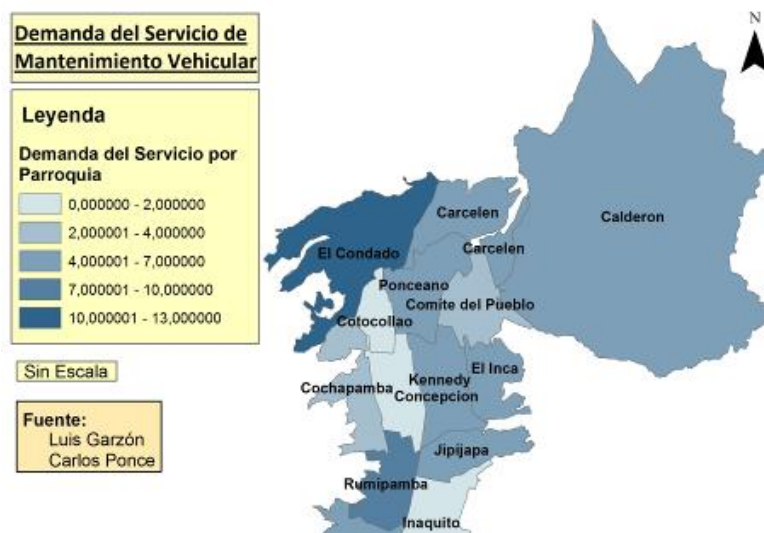 Demanda del Servicio de
Mantenimiento Vehicular
Leyenda
Demanda del Servicio por
Parroquia
0,000000 - 2,000000
2,000001 - 4,000000
4,000001 - 7,000000
7,000001 - 10,000000
10,000001 - 13,000000
Sin Escala
Fuente:
Luis Garzón
Carlos Ponce
N
Carcelen
Calderon
El Condado
Carcelen
Ponceano
Comite del Pueblo
Cotocollao
El Inca
Cochapamba
Kennedy
Concepcion
Jipijapa
Rumipamba
Inaquito